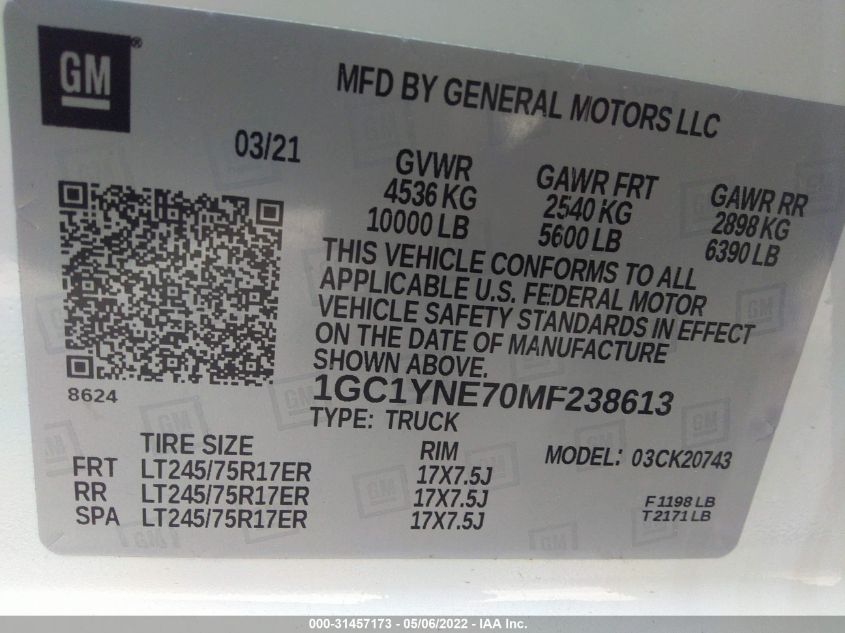 GM®
MFD BY GENERAL MOTORS LLC
03/21
GVWR
4536 KG
10000 LB
GAWR FRT
2540 KG
5600 LB
GAWR RR
2898 KG
6390 LB
THIS VEHICLE CONFORMS TO ALL
APPLICABLE U.S. FEDERAL MOTOR
VEHICLE SAFETY STANDARDS IN EFFECT
ON THE DATE OF MANUFACTURE
SHOWN ABOVE.
8624
1GC1YNE70MF238613
TYPE: TRUCK
TIRE SIZE RIM MODEL: 03CK20743
FRT LT245/75R17ER 17X7.5J
RR LT245/75R17ER 17X7.5J
SPA LT245/75R17ER 17X7.5J
F 1198 LB
T 2171 LB
000-31457173 - 05/06/2022 - IAA Inc.